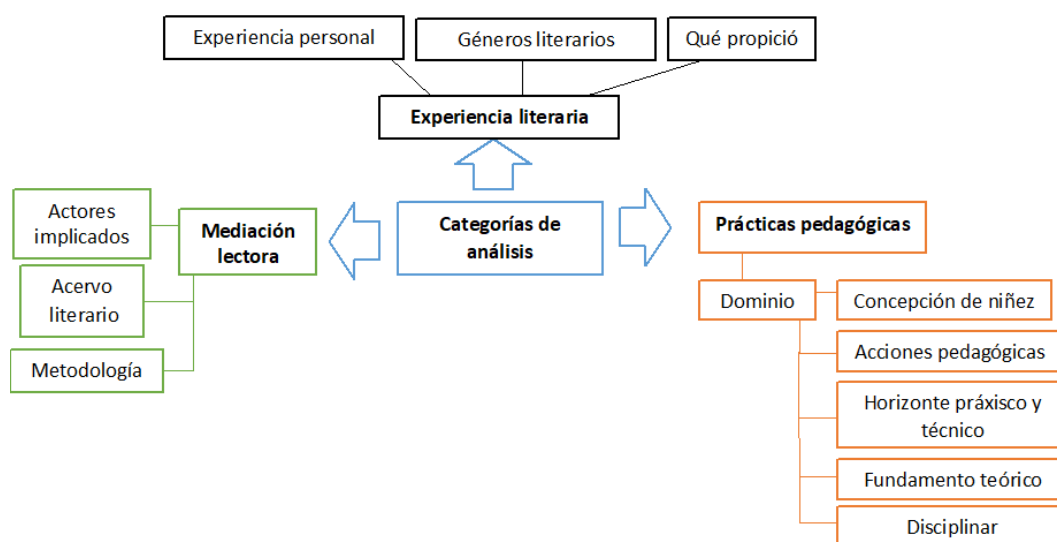 Experiencia personal
Géneros literarios
Qué propició
Experiencia literaria
Actores
implicados
Mediación
lectora
Acervo
literario
Metodología
Categorías de
análisis
Prácticas pedagógicas
Dominio
Concepción de niñez
Acciones pedagógicas
Horizonte práxisco y
técnico
Fundamento teórico
Disciplinar